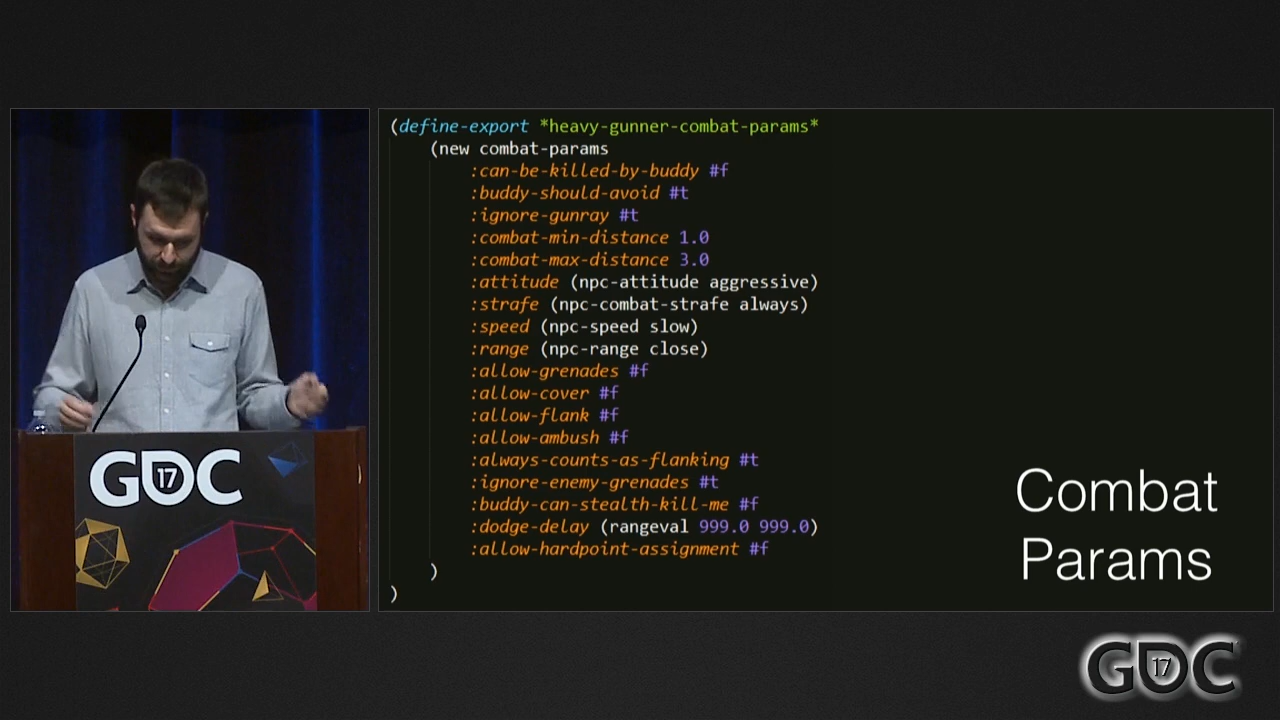 (define-export *heavy-gunner-combat-params*
(new combat-params
:can-be-killed-by-buddy #f
:buddy-should-avoid #t
:ignore-gunray #t
:combat-min-distance 1.0
:combat-max-distance 3.0
:attitude (npc-attitude aggressive)
:strafe (npc-combat-strafe always)
:speed (npc-speed slow)
:range (npc-range close)
:allow-grenades #f
:allow-cover #f
:allow-flank #f
:allow-ambush #f
:always-counts-as-flanking #t
:ignore-enemy-grenades #t
:buddy-can-stealth-kill-me #f
:dodge-delay (rangeval 999.0 999.0)
:allow-hardpoint-assignment #f
)
)
Combat
Params
GDC 17
GDC 17